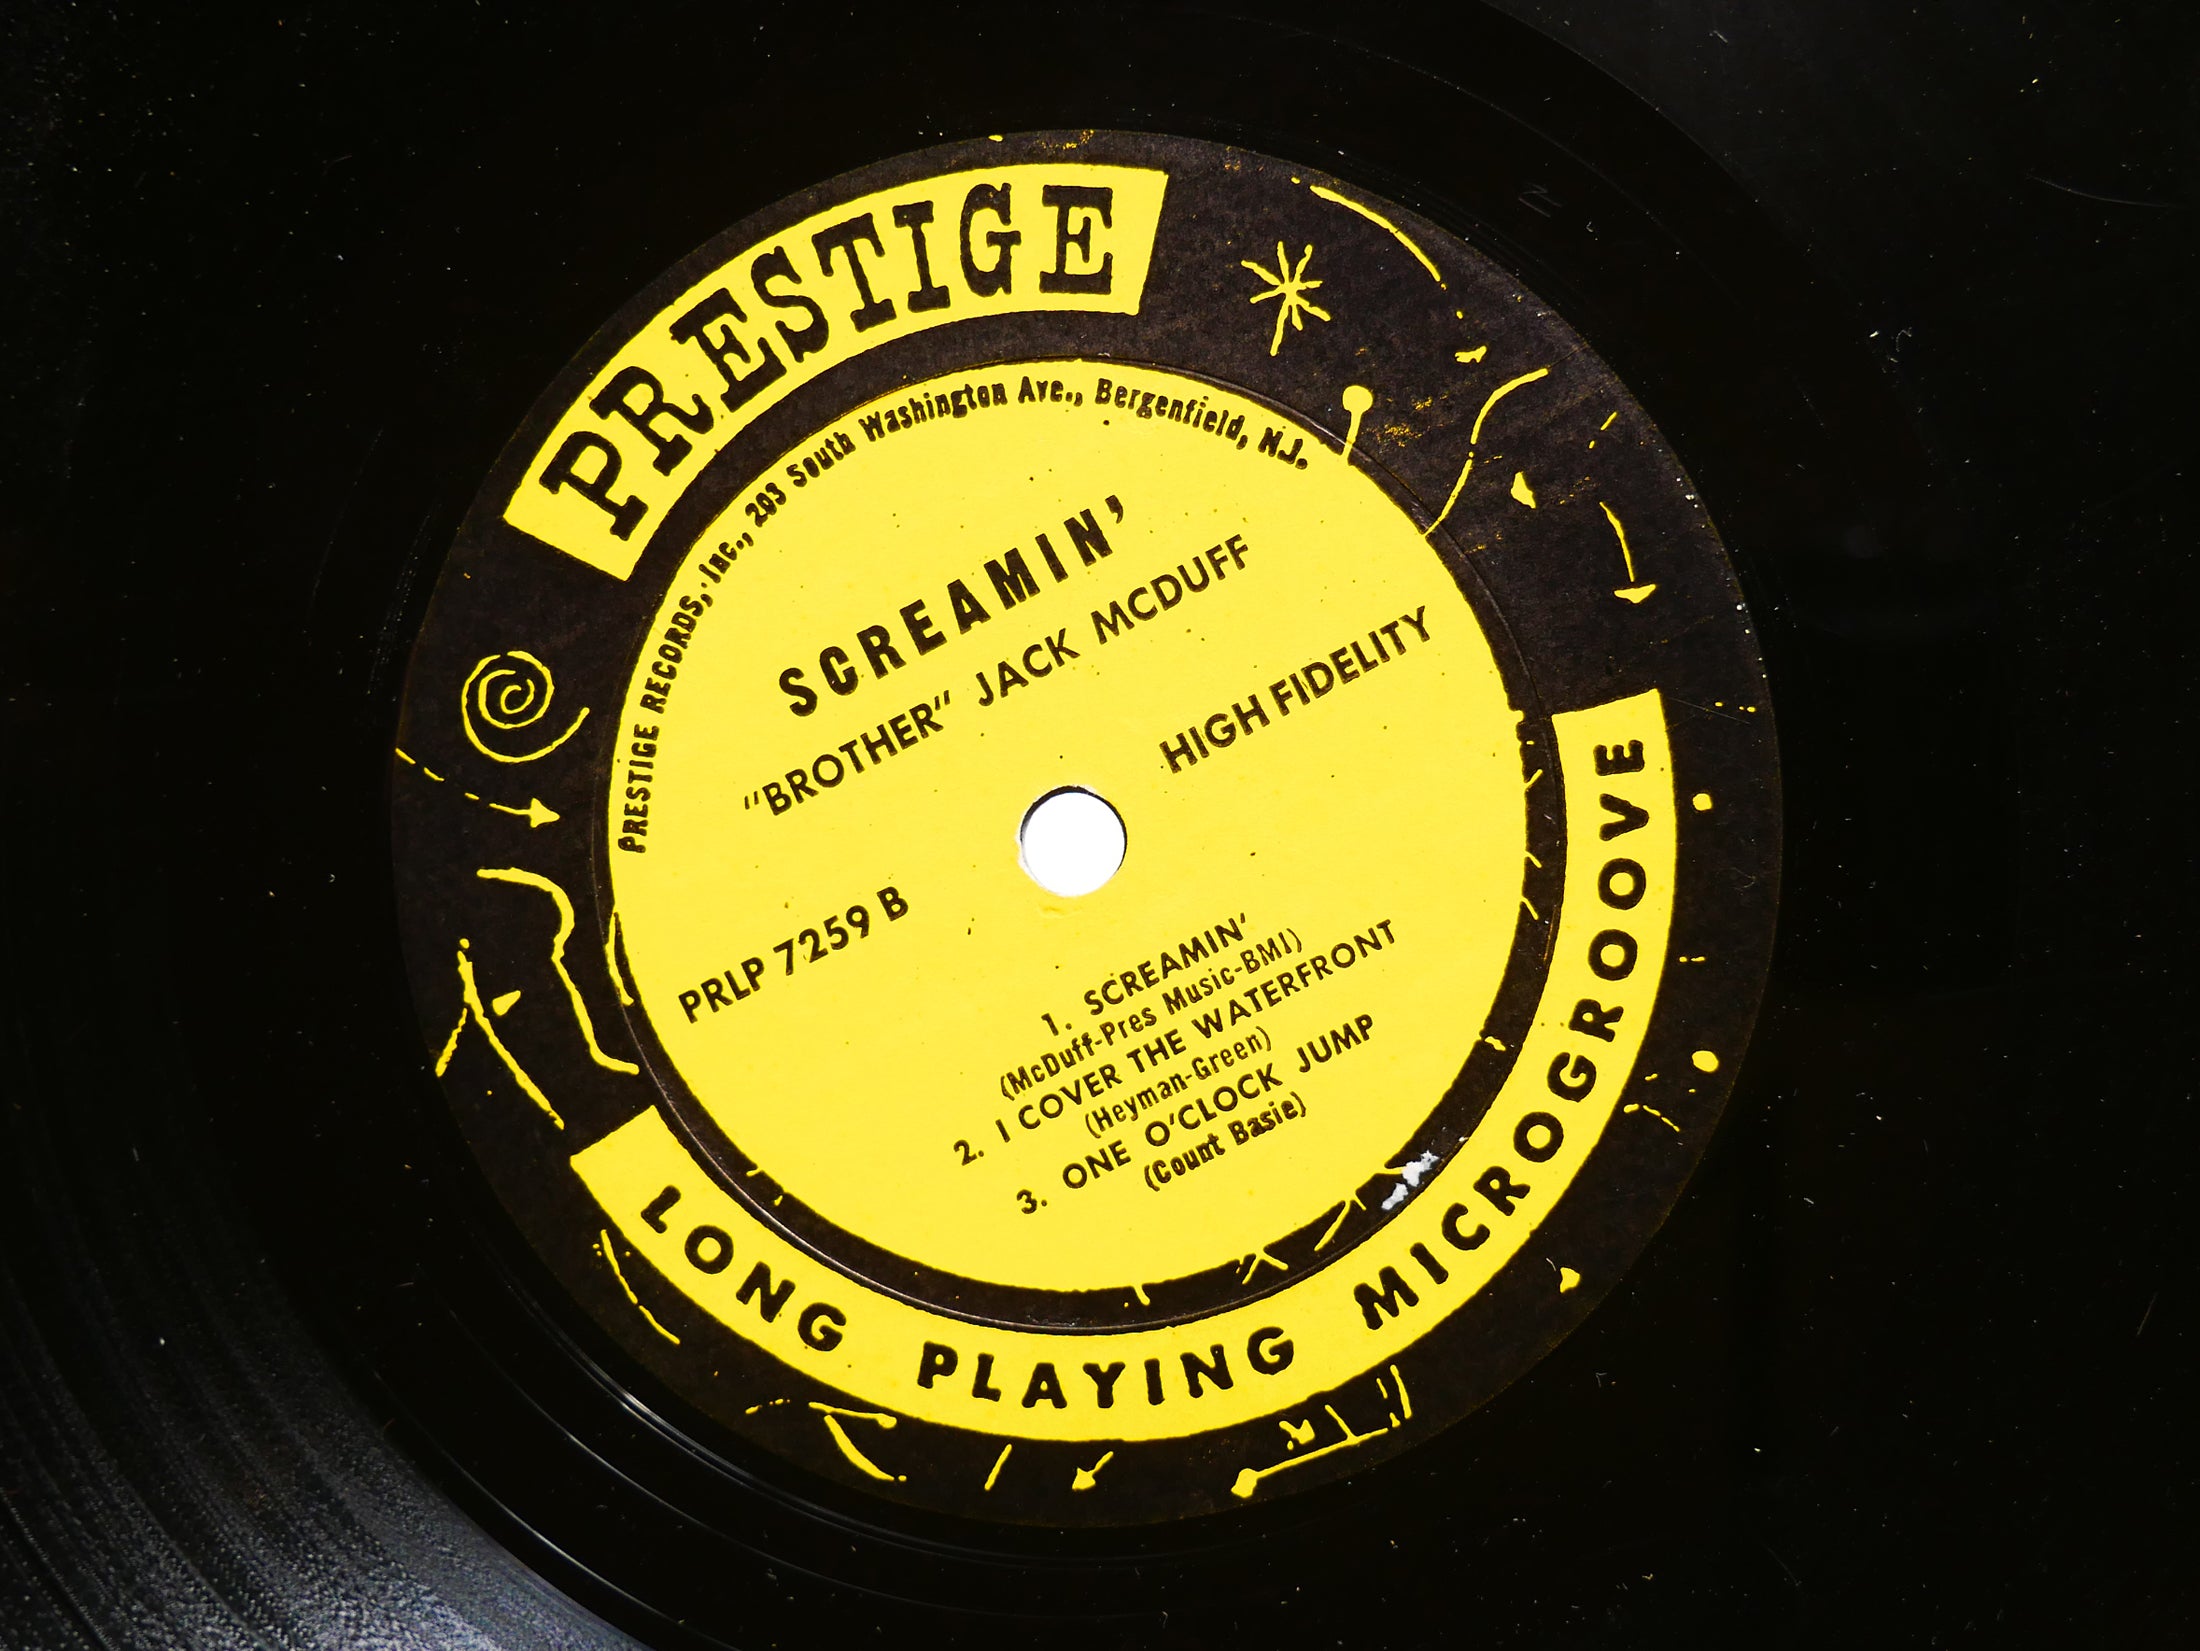 PRESTIGE
PRESTIGE RECORDS, Inc., 203 South Washington Ave., Bergenfield, N.J.
SCREAMIN'
"BROTHER" JACK MCDUFF
HIGH FIDELITY
PRLP 7259 B
1. SCREAMIN'
(McDuff-Pres Music-BMI)
2. I COVER THE WATERFRONT
(Heyman-Green)
3. ONE O'CLOCK JUMP
(Count Basie)
LONG PLAYING MICROGROOVE